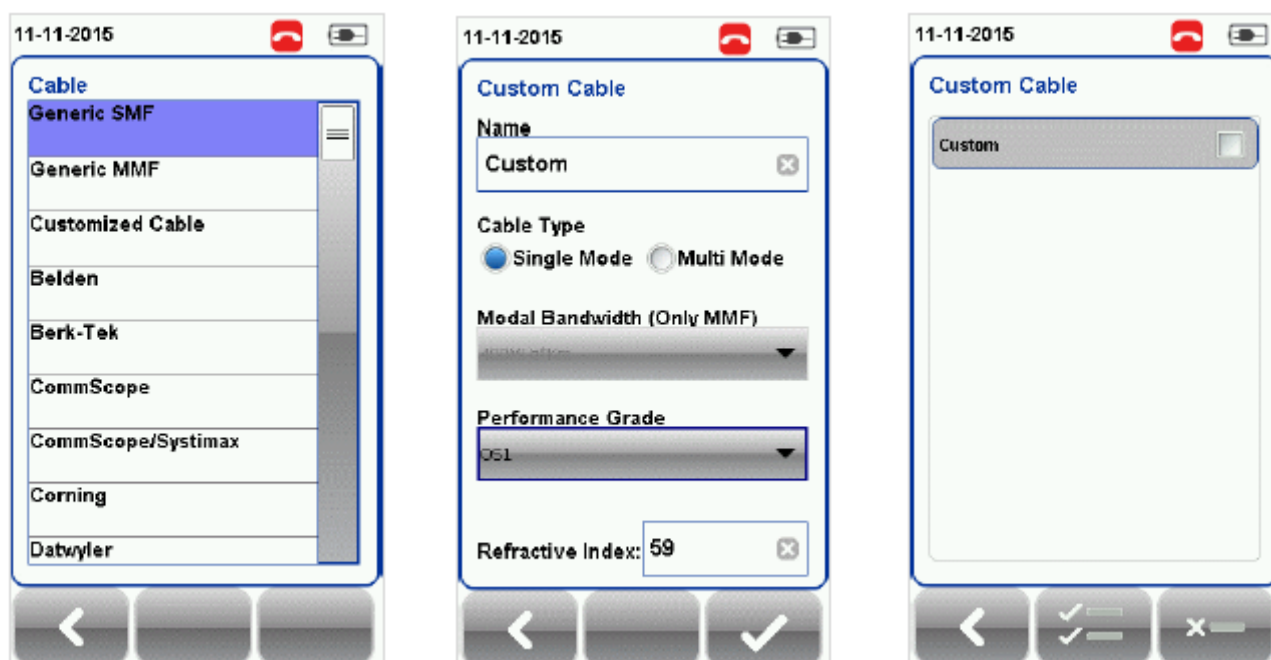 11-11-2015
Cable
Generic SMF
Generic MMF
Customized Cable
Belden
Berk-Tek
CommScope
CommScope/Systimax
Corning
Datwyler
11-11-2015
Custom Cable
Name
Custom
Cable Type
Single Mode Multi Mode
Modal Bandwidth (Only MMF)
Performance Grade
OS1
Refractive Index: 59
11-11-2015
Custom Cable
Custom